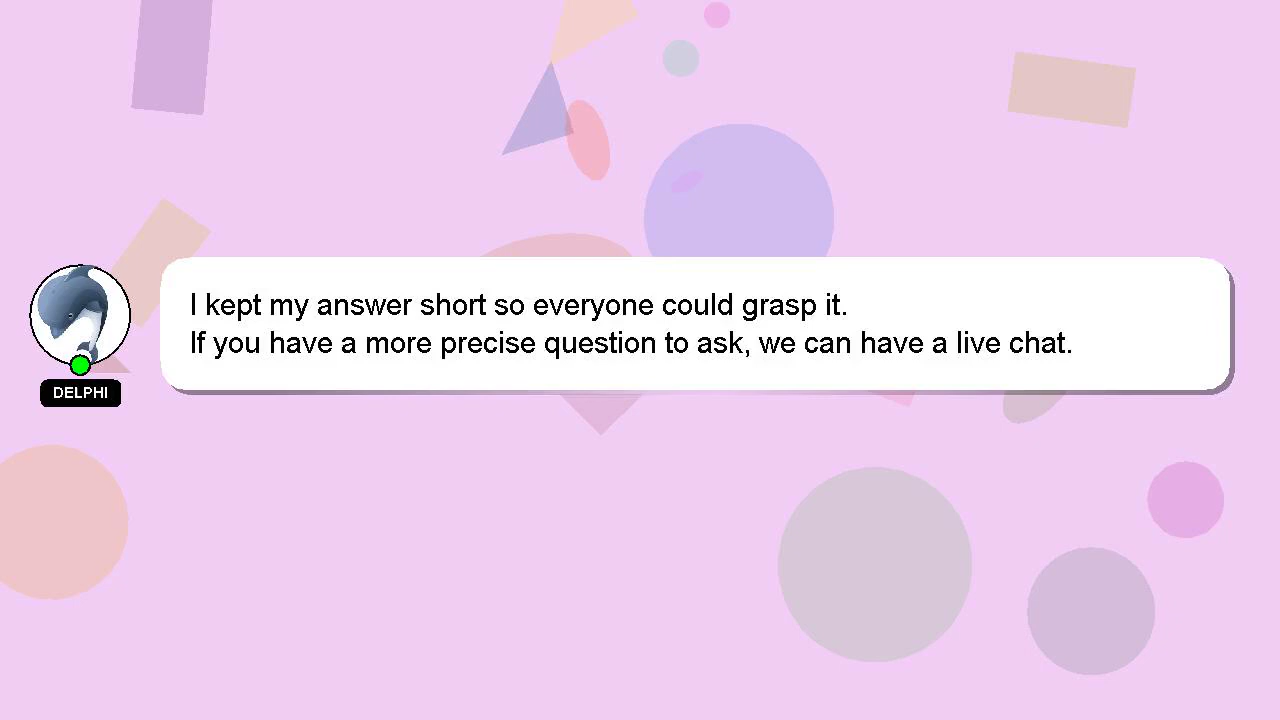 I kept my answer short so everyone could grasp it.
If you have a more precise question to ask, we can have a live chat.
DELPHI